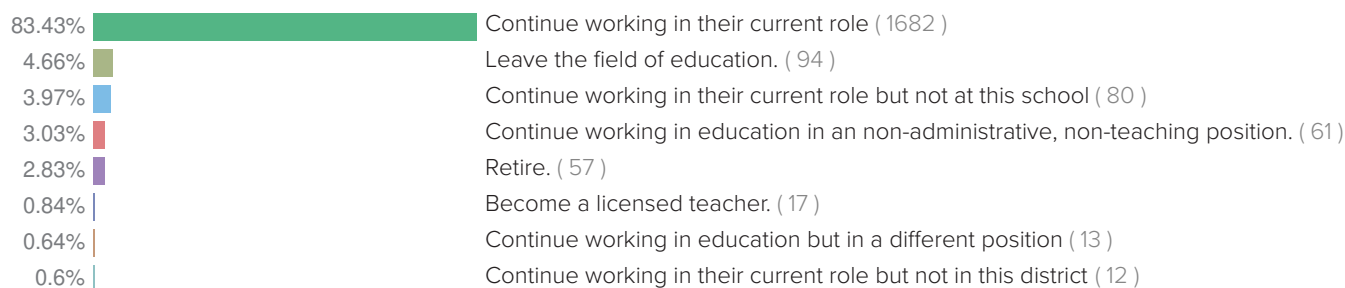 83.43% Continue working in their current role ( 1682 )
4.66% Leave the field of education. ( 94 )
3.97% Continue working in their current role but not at this school ( 80 )
3.03% Continue working in education in an non-administrative, non-teaching position. ( 61 )
2.83% Retire. ( 57 )
0.84% Become a licensed teacher. ( 17 )
0.64% Continue working in education but in a different position ( 13 )
0.6% Continue working in their current role but not in this district ( 12 )